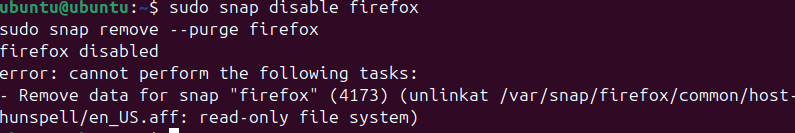 ubuntu@ubuntu:~$ sudo snap disable firefox
sudo snap remove --purge firefox
firefox disabled
error: cannot perform the following tasks:
- Remove data for snap "firefox" (4173) (unlinkat /var/snap/firefox/common/host-
hunspell/en_US.aff: read-only file system)